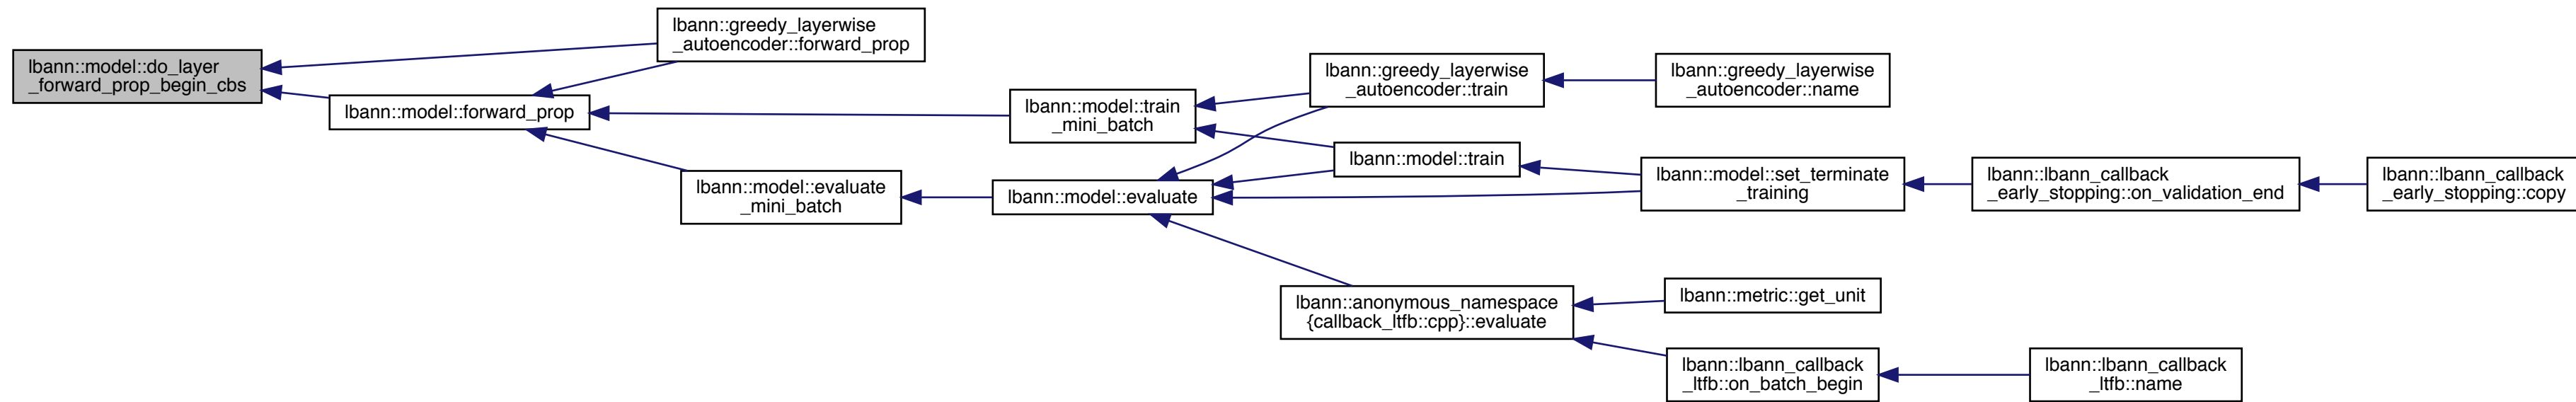 lbann::model::do_layer
_forward_prop_begin_cbs
lbann::greedy_layerwise
_autoencoder::forward_prop
lbann::model::forward_prop
lbann::model::train
_mini_batch
lbann::model::evaluate
_mini_batch
lbann::model::evaluate
lbann::greedy_layerwise
_autoencoder::train
lbann::greedy_layerwise
_autoencoder::name
lbann::model::train
lbann::model::set_terminate
_training
lbann::lbann_callback
_early_stopping::on_validation_end
lbann::lbann_callback
_early_stopping::copy
lbann::anonymous_namespace
{callback_ltfb::cpp}::evaluate
lbann::metric::get_unit
lbann::lbann_callback
_ltfb::on_batch_begin
lbann::lbann_callback
_ltfb::name